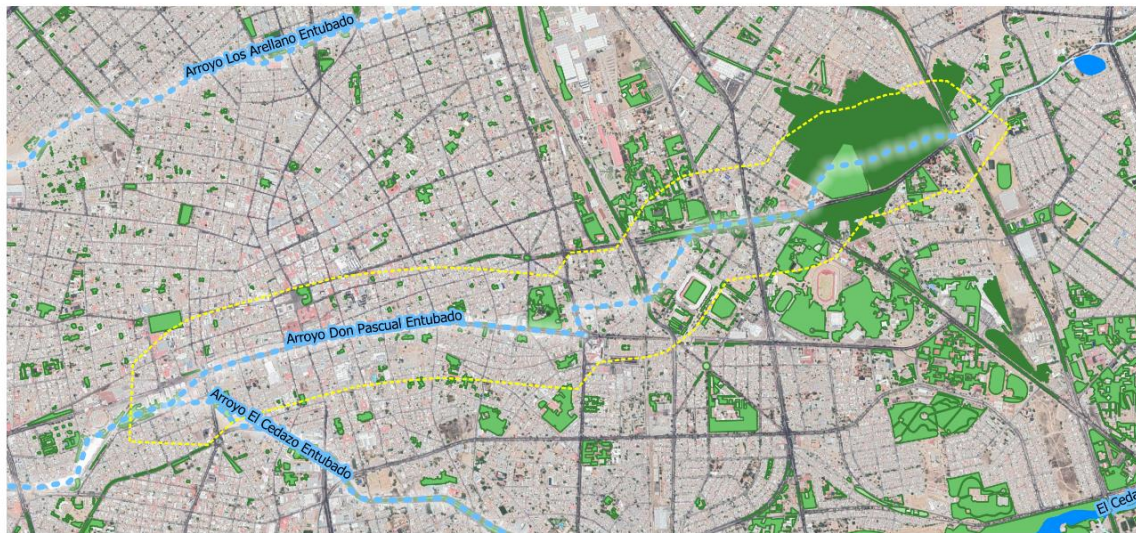 Arroyo Los Arellano Entubado
Arroyo Don Pascual Entubado
Arroyo El Cedazo Entubado
El Ceda